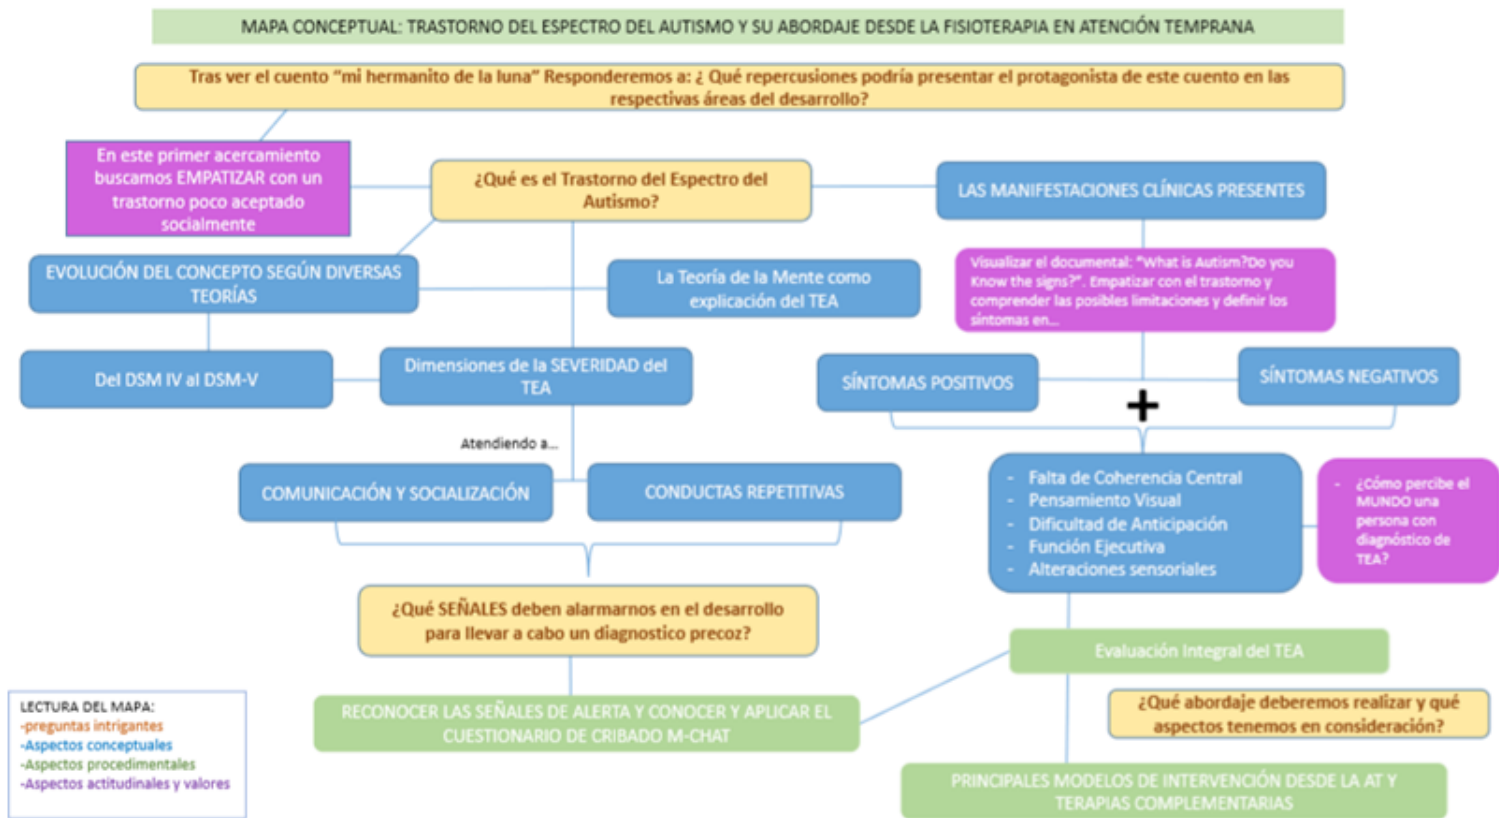 MAPA CONCEPTUAL: TRASTORNO DEL ESPECTRO DEL AUTISMO Y SU ABORDAJE DESDE LA FISIOTERAPIA EN ATENCIÓN TEMPRANA
Tras ver el cuento “mi hermanito de la luna” Responderemos a: ¿ Qué repercusiones podría presentar el protagonista de este cuento en las
respectivas áreas del desarrollo?
En este primer acercamiento
buscamos EMPATIZAR con un
trastorno poco aceptado
socialmente
¿Qué es el Trastorno del Espectro del
Autismo?
LAS MANIFESTACIONES CLÍNICAS PRESENTES
EVOLUCIÓN DEL CONCEPTO SEGÚN DIVERSAS
TEORÍAS
La Teoría de la Mente como
explicación del TEA
Visualizar el documental: “What is Autism?Do you
Know the signs?”. Empatizar con el trastorno y
comprender las posibles limitaciones y definir los
síntomas en...
Del DSM IV al DSM-V
Dimensiones de la SEVERIDAD del
TEA
SÍNTOMAS POSITIVOS
SÍNTOMAS NEGATIVOS
+
Atendiendo a...
COMUNICACIÓN Y SOCIALIZACIÓN
CONDUCTAS REPETITIVAS
- Falta de Coherencia Central
- Pensamiento Visual
- Dificultad de Anticipación
- Función Ejecutiva
- Alteraciones sensoriales
- ¿Cómo percibe el
MUNDO una
persona con
diagnóstico de
TEA?
¿Qué SEÑALES deben alarmarnos en el desarrollo
para llevar a cabo un diagnostico precoz?
Evaluación Integral del TEA
RECONOCER LAS SEÑALES DE ALERTA Y CONOCER Y APLICAR EL
CUESTIONARIO DE CRIBADO M-CHAT
¿Qué abordaje deberemos realizar y qué
aspectos tenemos en consideración?
PRINCIPALES MODELOS DE INTERVENCIÓN DESDE LA AT Y
TERAPIAS COMPLEMENTARIAS
LECTURA DEL MAPA:
-preguntas intrigantes
-Aspectos conceptuales
-Aspectos procedimentales
-Aspectos actitudinales y valores